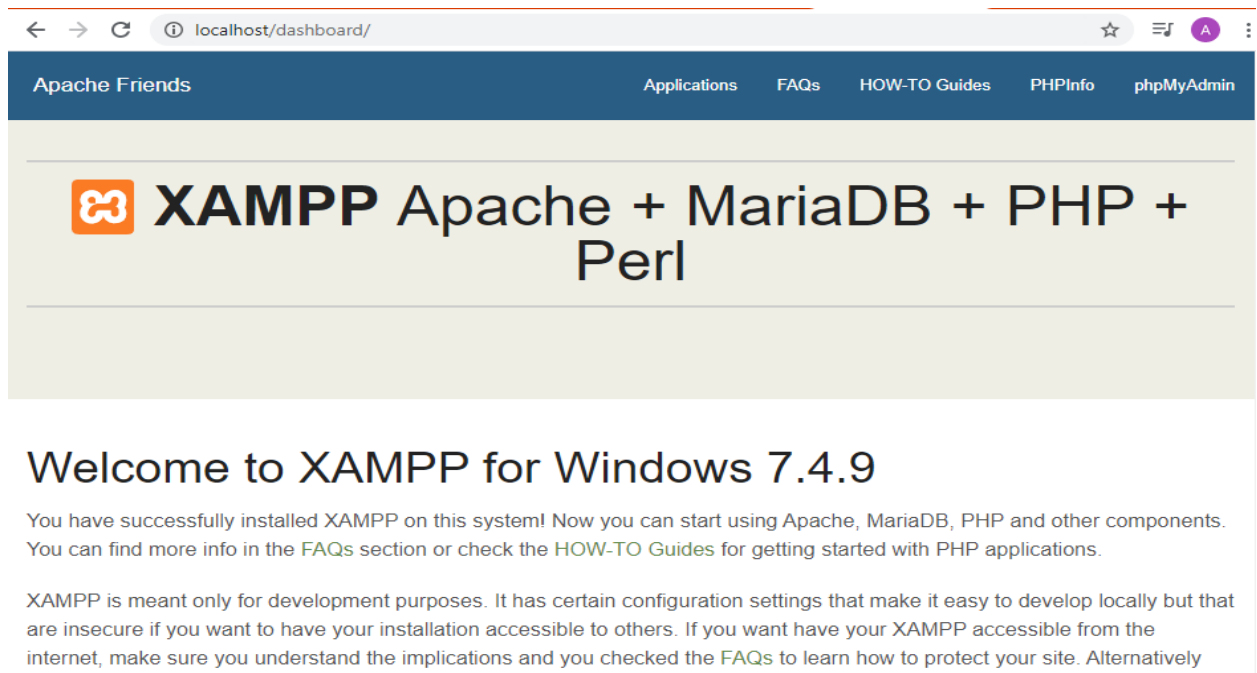 localhost/dashboard/
A
Apache Friends
Applications
FAQs
HOW-TO Guides
PHPInfo
phpMyAdmin
XAMPP Apache + MariaDB + PHP +
Perl
Welcome to XAMPP for Windows 7.4.9
You have successfully installed XAMPP on this system! Now you can start using Apache, MariaDB, PHP and other components.
You can find more info in the FAQs section or check the HOW-TO Guides for getting started with PHP applications.
XAMPP is meant only for development purposes. It has certain configuration settings that make it easy to develop locally but that
are insecure if you want to have your installation accessible to others. If you want have your XAMPP accessible from the
internet, make sure you understand the implications and you checked the FAQs to learn how to protect your site. Alternatively